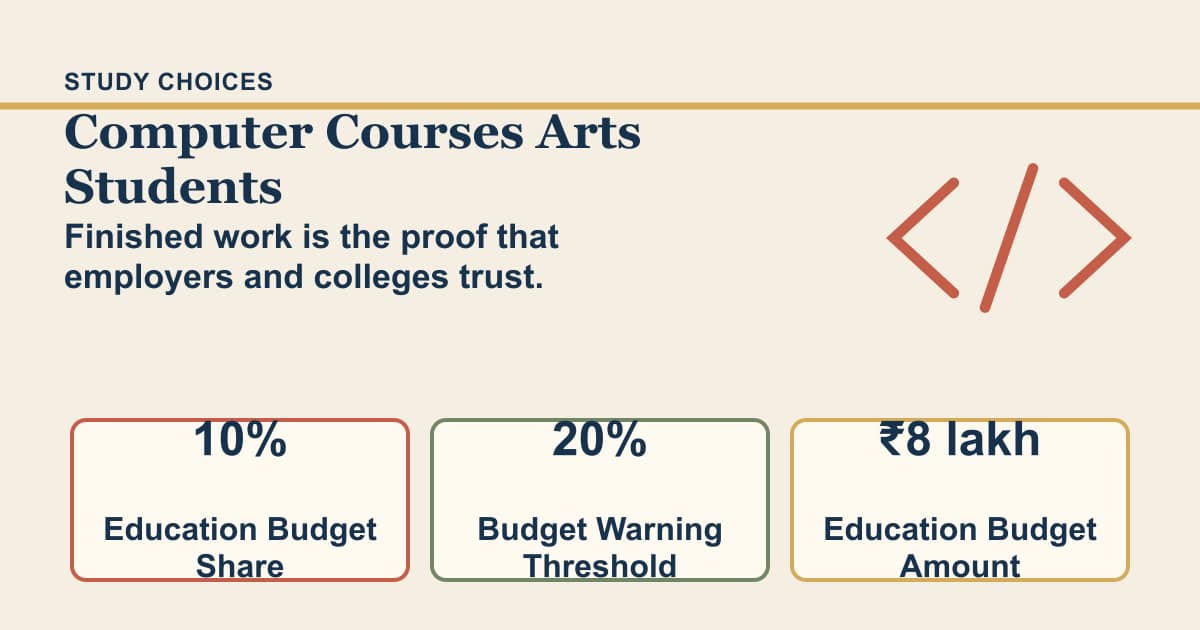 STUDY CHOICES
Computer Courses Arts
Students
Finished work is the proof that
employers and colleges trust.
10%
Education Budget
Share
20%
Budget Warning
Threshold
₹8 lakh
Education Budget
Amount